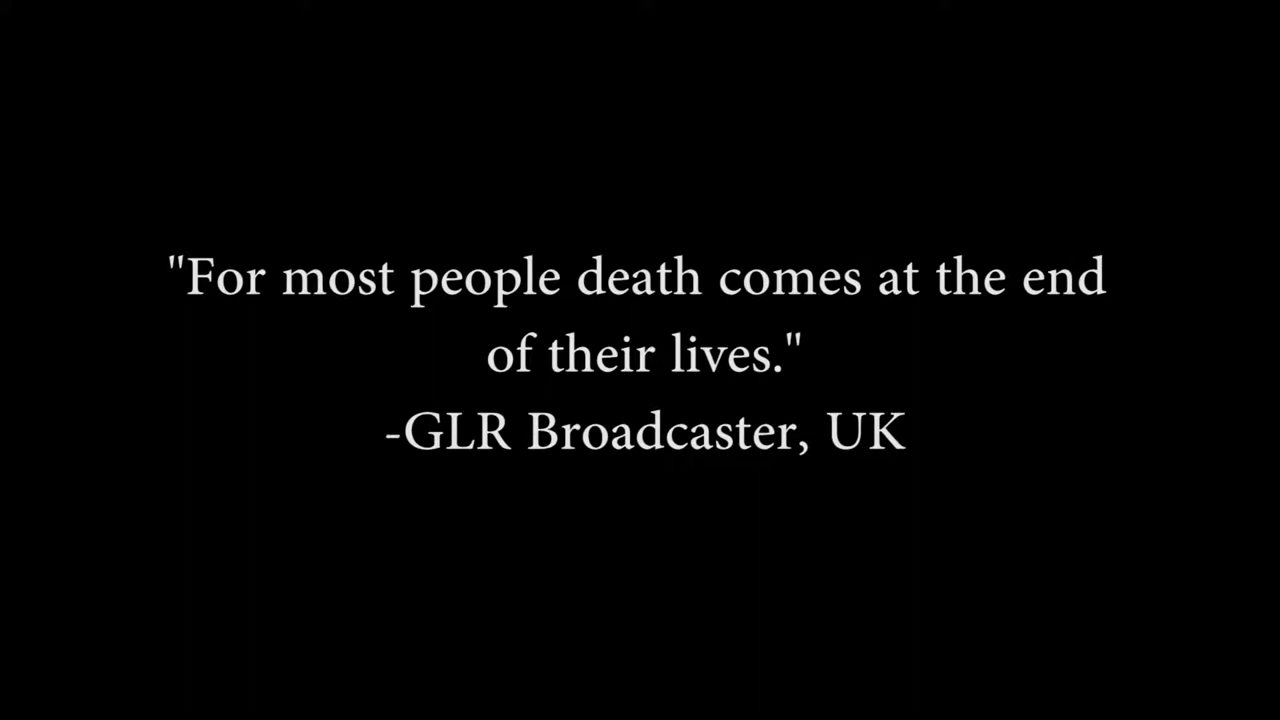 "For most people death comes at the end
of their lives."
-GLR Broadcaster, UK